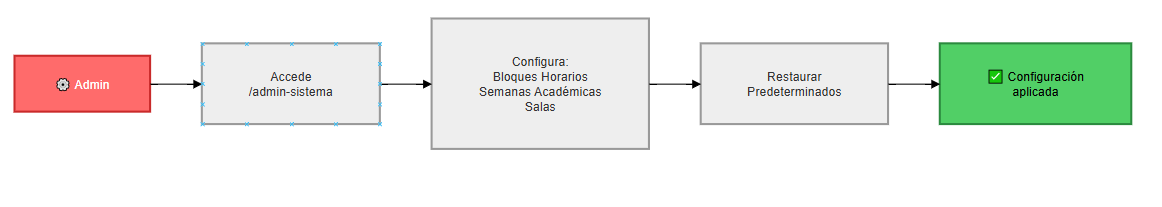 Admin
Accede
/admin-sistema
Configura:
Bloques Horarios
Semanas Académicas
Salas
Restaurar
Predeterminados
✅ Configuración
aplicada